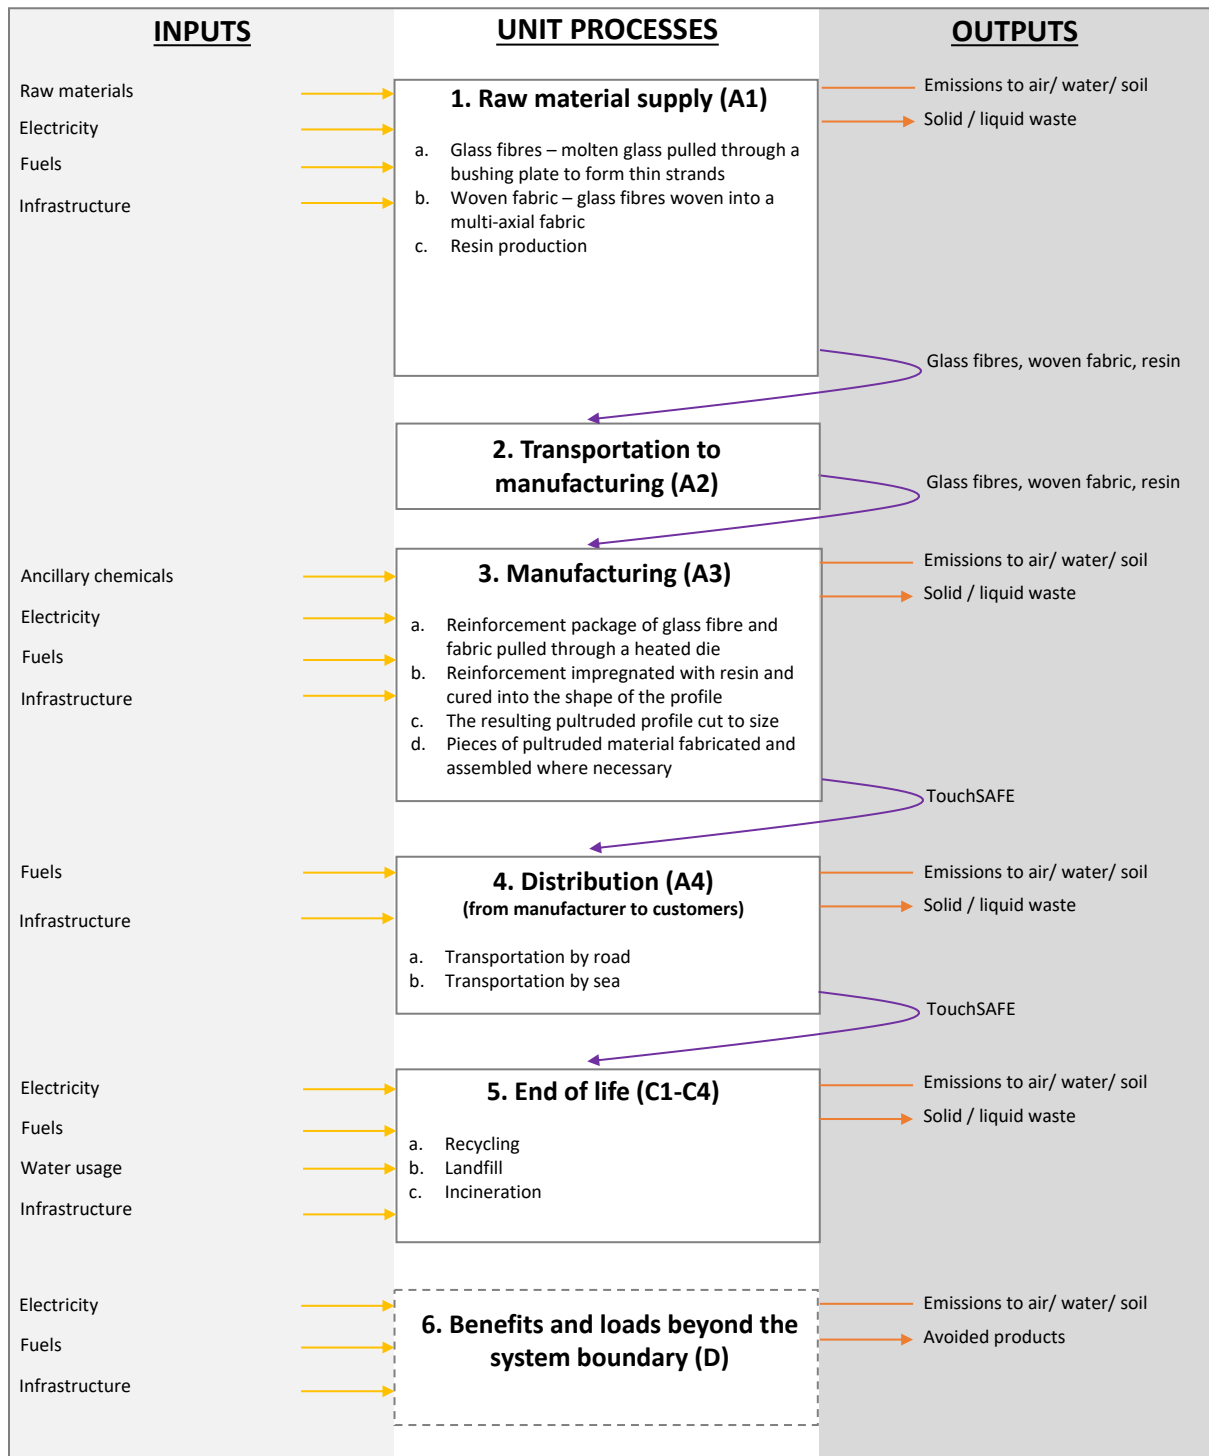 INPUTS
UNIT PROCESSES
OUTPUTS
Raw materials
Electricity
Fuels
Infrastructure
1. Raw material supply (A1)
a. Glass fibres – molten glass pulled through a
bushing plate to form thin strands
b. Woven fabric – glass fibres woven into a
multi-axial fabric
c. Resin production
Emissions to air/ water/ soil
Solid / liquid waste
Glass fibres, woven fabric, resin
2. Transportation to
manufacturing (A2)
Glass fibres, woven fabric, resin
Ancillary chemicals
Electricity
Fuels
Infrastructure
3. Manufacturing (A3)
a. Reinforcement package of glass fibre and
fabric pulled through a heated die
b. Reinforcement impregnated with resin and
cured into the shape of the profile
c. The resulting pultruded profile cut to size
d. Pieces of pultruded material fabricated and
assembled where necessary
Emissions to air/ water/ soil
Solid / liquid waste
TouchSAFE
Fuels
Infrastructure
4. Distribution (A4)
(from manufacturer to customers)
a. Transportation by road
b. Transportation by sea
Emissions to air/ water/ soil
Solid / liquid waste
TouchSAFE
Electricity
Fuels
Water usage
Infrastructure
5. End of life (C1-C4)
a. Recycling
b. Landfill
c. Incineration
Emissions to air/ water/ soil
Solid / liquid waste
Electricity
Fuels
Infrastructure
6. Benefits and loads beyond the
system boundary (D)
Emissions to air/ water/ soil
Avoided products